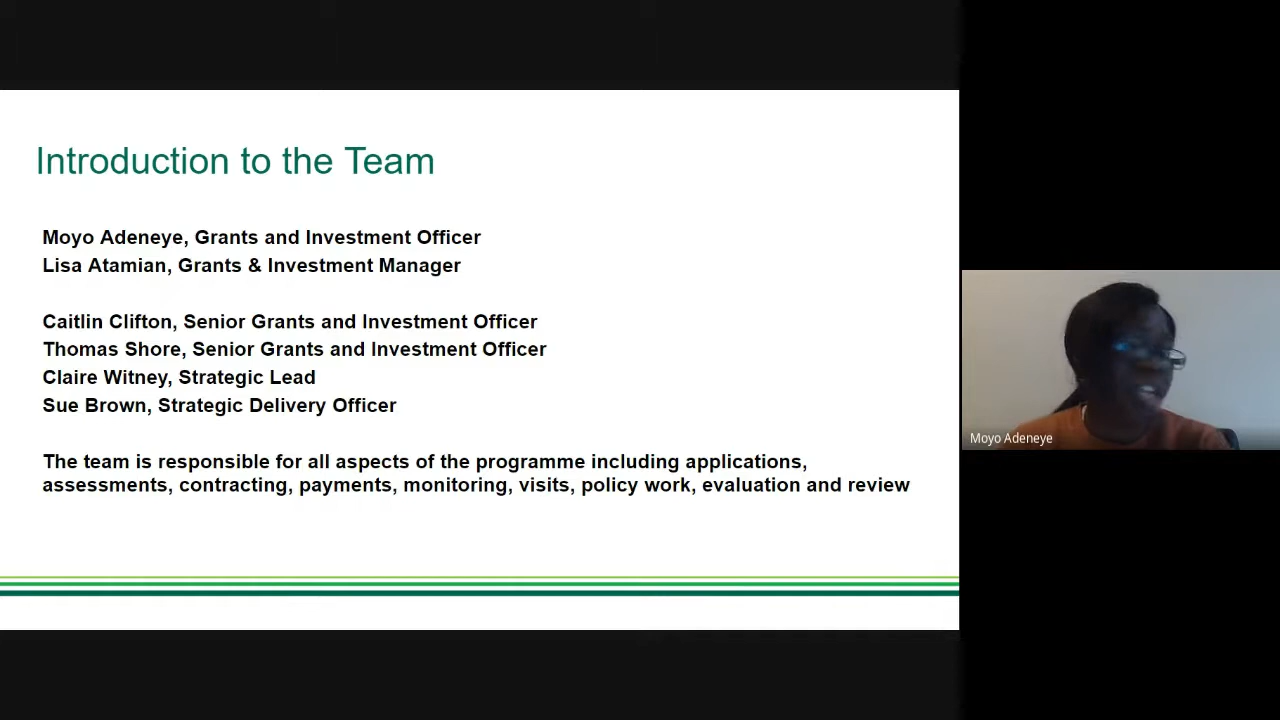 Introduction to the Team
Moyo Adeneye, Grants and Investment Officer
Lisa Atamian, Grants & Investment Manager
Caitlin Clifton, Senior Grants and Investment Officer
Thomas Shore, Senior Grants and Investment Officer
Claire Witney, Strategic Lead
Sue Brown, Strategic Delivery Officer
The team is responsible for all aspects of the programme including applications,
assessments, contracting, payments, monitoring, visits, policy work, evaluation and review
Moyo Adeneye